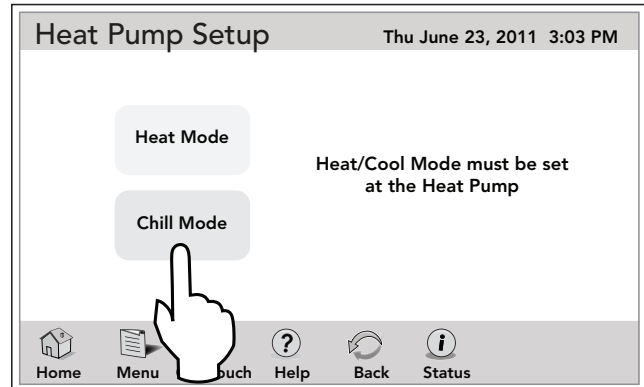 Heat Pump Setup
Thu June 23, 2011 3:03 PM
Heat Mode
Heat/Cool Mode must be set
at the Heat Pump
Chill Mode
?
i
Home
Menu
ouch
Help
Back
Status